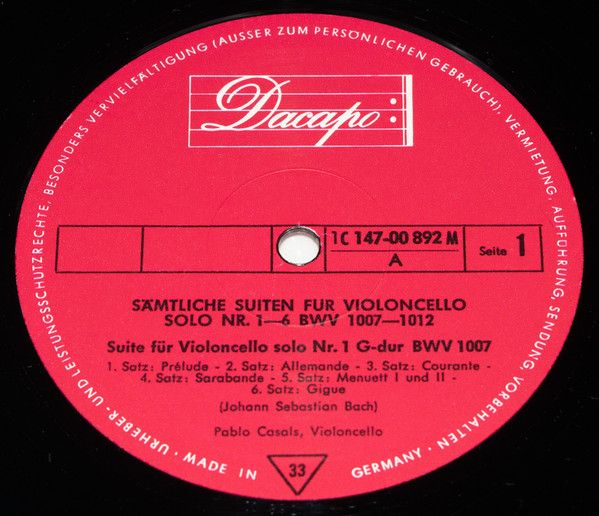 Dacapo
1C 147-00 892 M
A
Seite 1
SÄMTLICHE SUITEN FUR VIOLONCELLO
SOLO NR. 1—6 BWV 1007—1012
Suite für Violoncello solo Nr. 1 G-dur BWV 1007
1. Satz: Prélude - 2. Satz: Allemande - 3. Satz: Courante -
4. Satz: Sarabande - 5. Satz: Menuett I und II -
6. Satz: Gigue
(Johann Sebastian Bach)
Pablo Casals, Violoncello
33
URHEBER- UND LEISTUNGSSCHUTZRECHTE, BESONDERS VERVIELFÄLTIGUNG (AUSSER ZUM PERSÖNLICHEN GEBRAUCH), VERMIETUNG, AUFFÜHRUNG, SENDUNG, VORBEHALTEN · MADE IN GERMANY ·